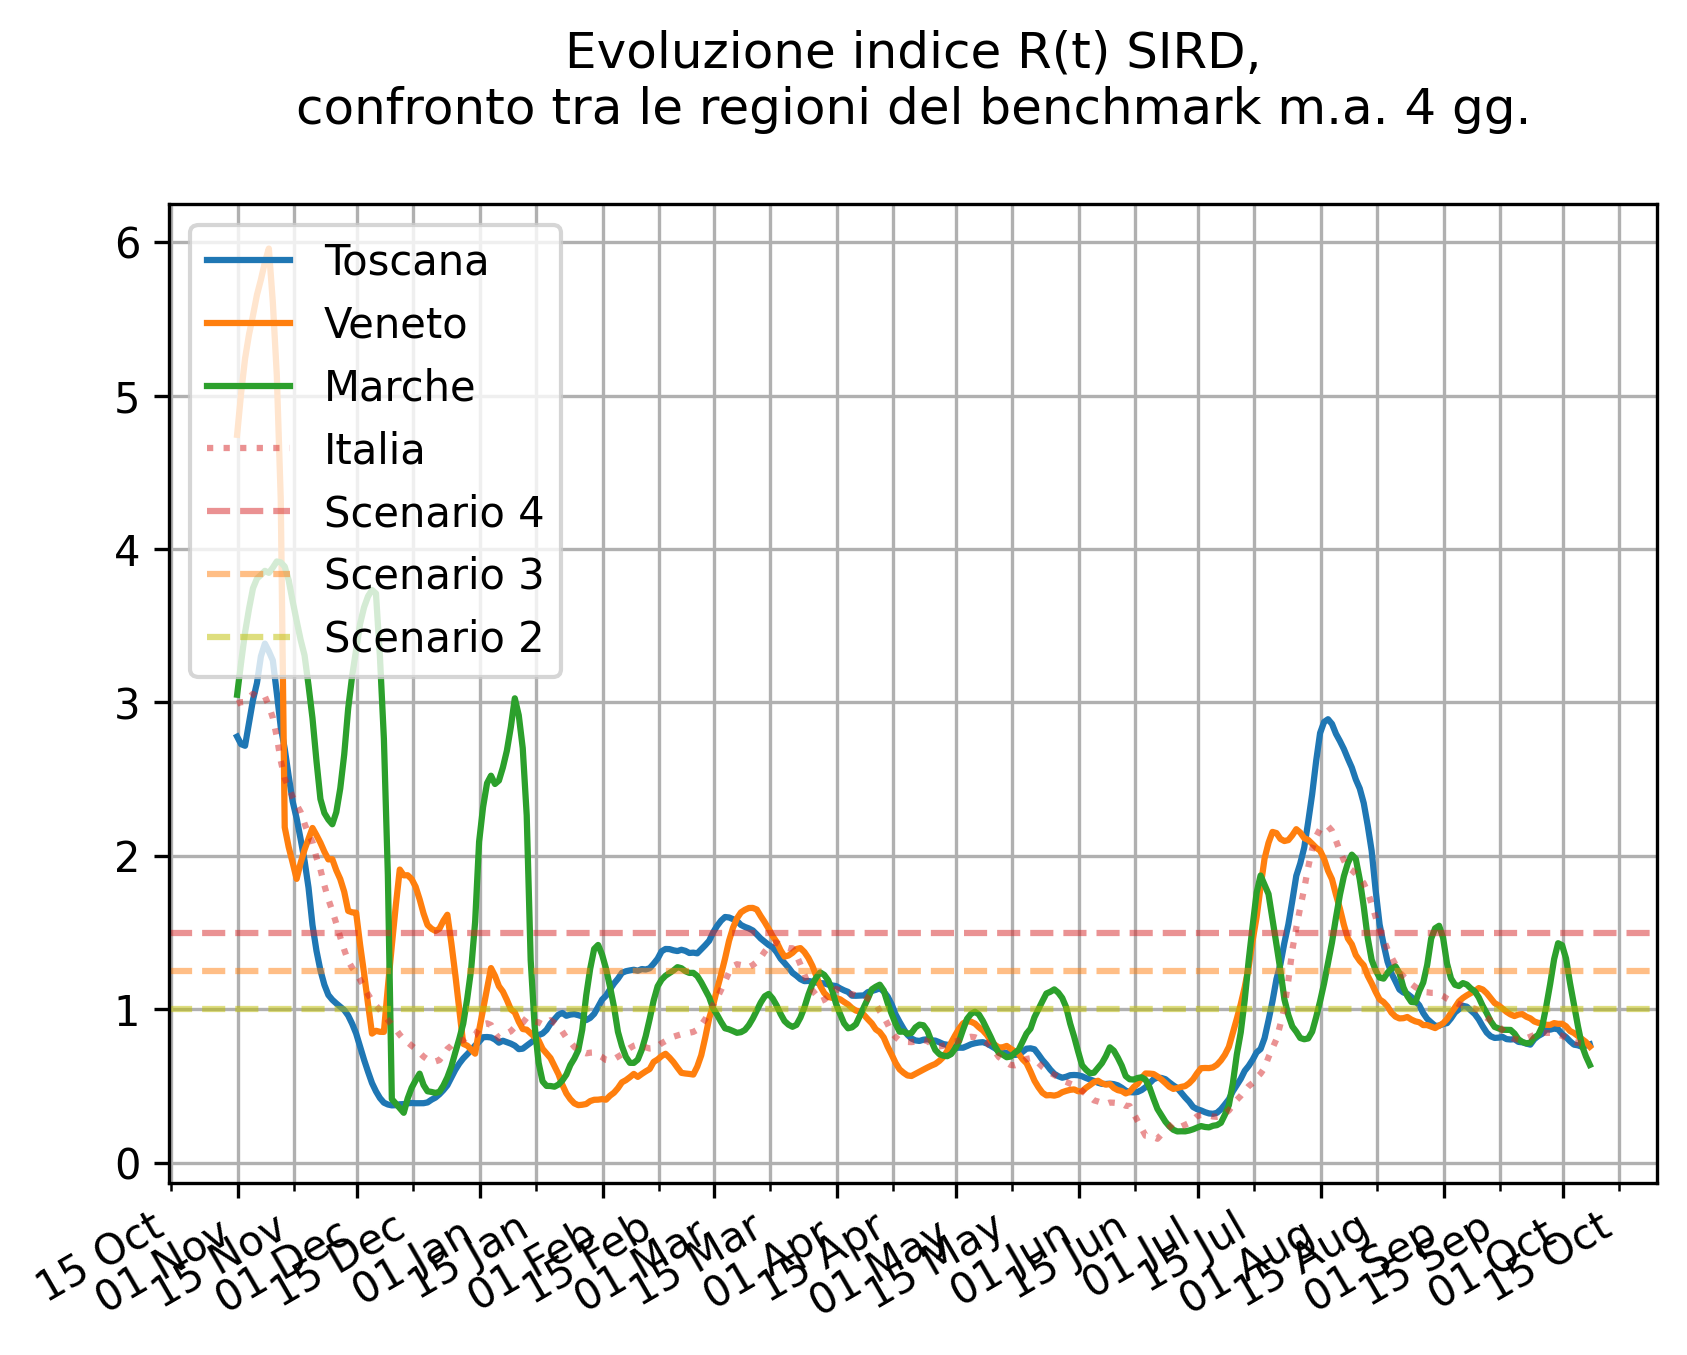 Evoluzione indice R(t) SIRD,
confronto tra le regioni del benchmark m.a. 4 gg.
6
5
4
3
2
1
0
Toscana
Veneto
Marche
Italia
Scenario 4
Scenario 3
Scenario 2
15 Oct
01 Nov
15 Nov
01 Dec
15 Dec
01 Jan
15 Jan
01 Feb
15 Feb
01 Mar
15 Mar
01 Apr
15 Apr
01 May
15 May
01 Jun
15 Jun
01 Jul
15 Jul
01 Aug
15 Aug
01 Sep
15 Sep
01 Oct
15 Oct